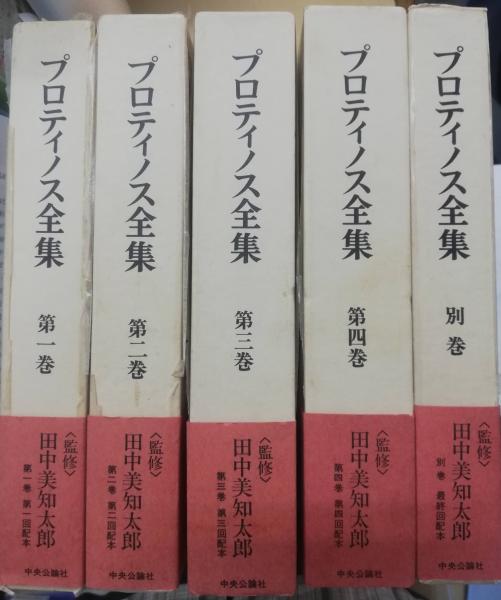 プロティノス全集
第一巻
〈監修〉
田中美知太郎
第一巻 第一回配本
中央公論社
プロティノス全集
第二巻
〈監修〉
田中美知太郎
第二巻 第二回配本
中央公論社
プロティノス全集
第三巻
〈監修〉
田中美知太郎
第三巻 第三回配本
中央公論社
プロティノス全集
第四巻
〈監修〉
田中美知太郎
第四巻 第四回配本
中央公論社
プロティノス全集
別巻
〈監修〉
田中美知太郎
別巻 最終回配本
中央公論社